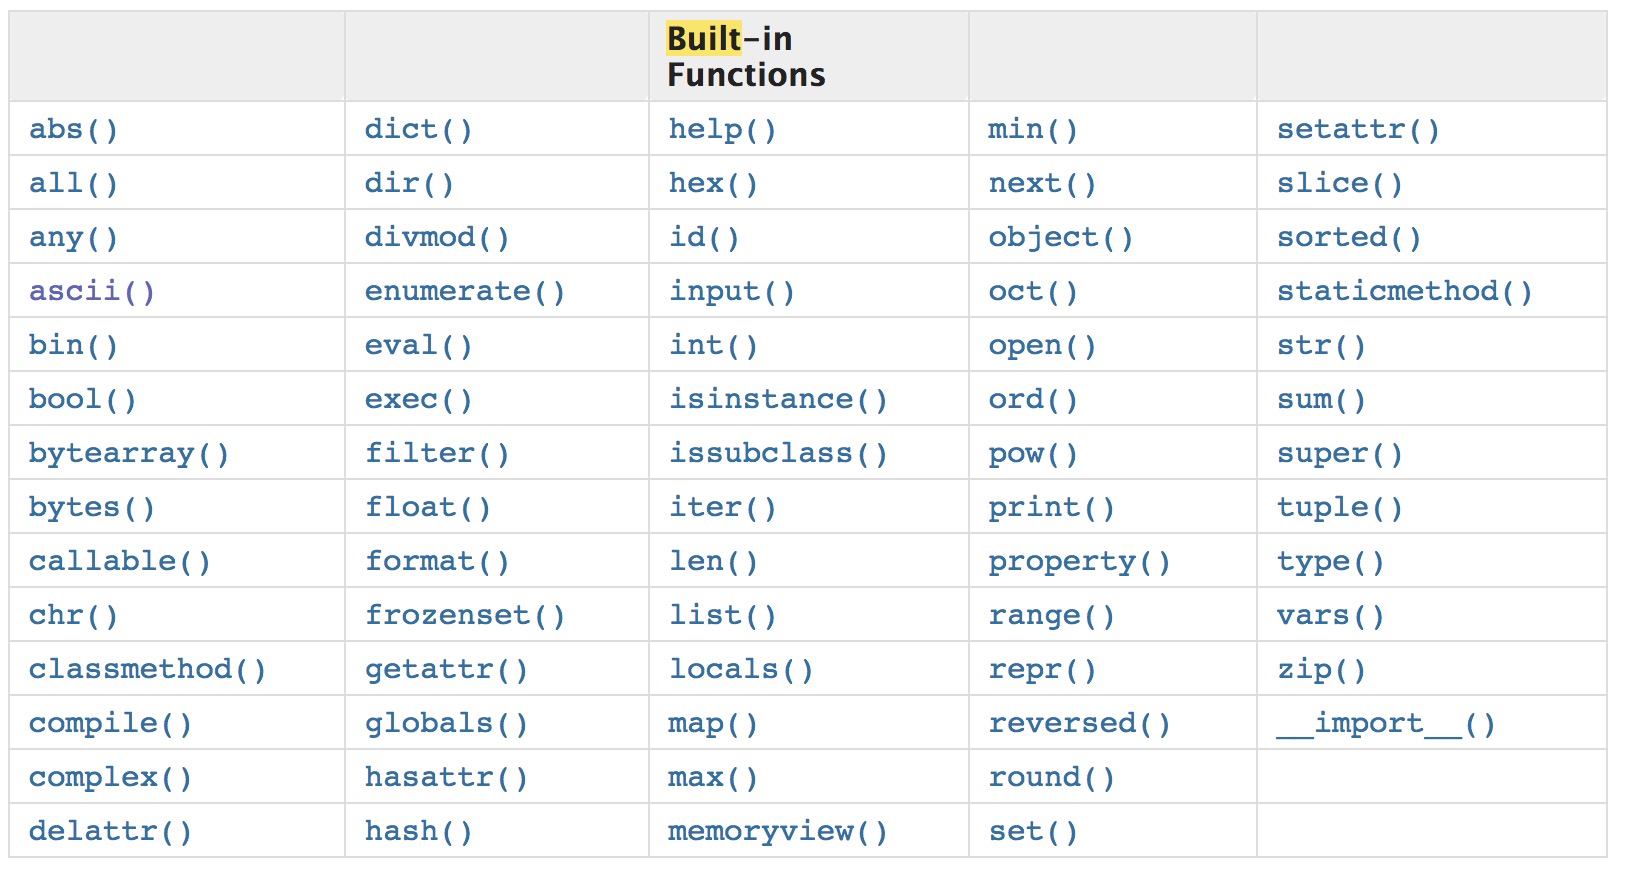 Built-in
Functions
abs() dict() help() min() setattr()
all() dir() hex() next() slice()
any() divmod() id() object() sorted()
ascii() enumerate() input() oct() staticmethod()
bin() eval() int() open() str()
bool() exec() isinstance() ord() sum()
bytearray() filter() issubclass() pow() super()
bytes() float() iter() print() tuple()
callable() format() len() property() type()
chr() frozenset() list() range() vars()
classmethod() getattr() locals() repr() zip()
compile() globals() map() reversed() __import__()
complex() hasattr() max() round()
delattr() hash() memoryview() set()